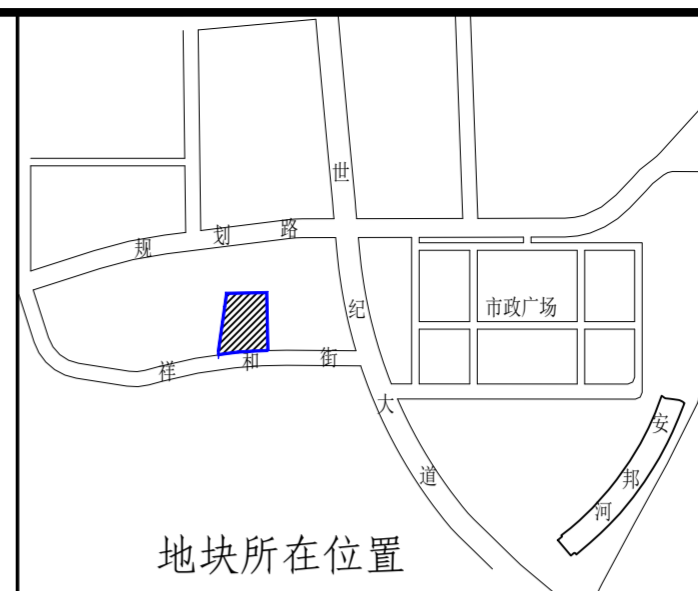 世纪大道
规划路
市政广场
祥和街
安邦河
地块所在位置